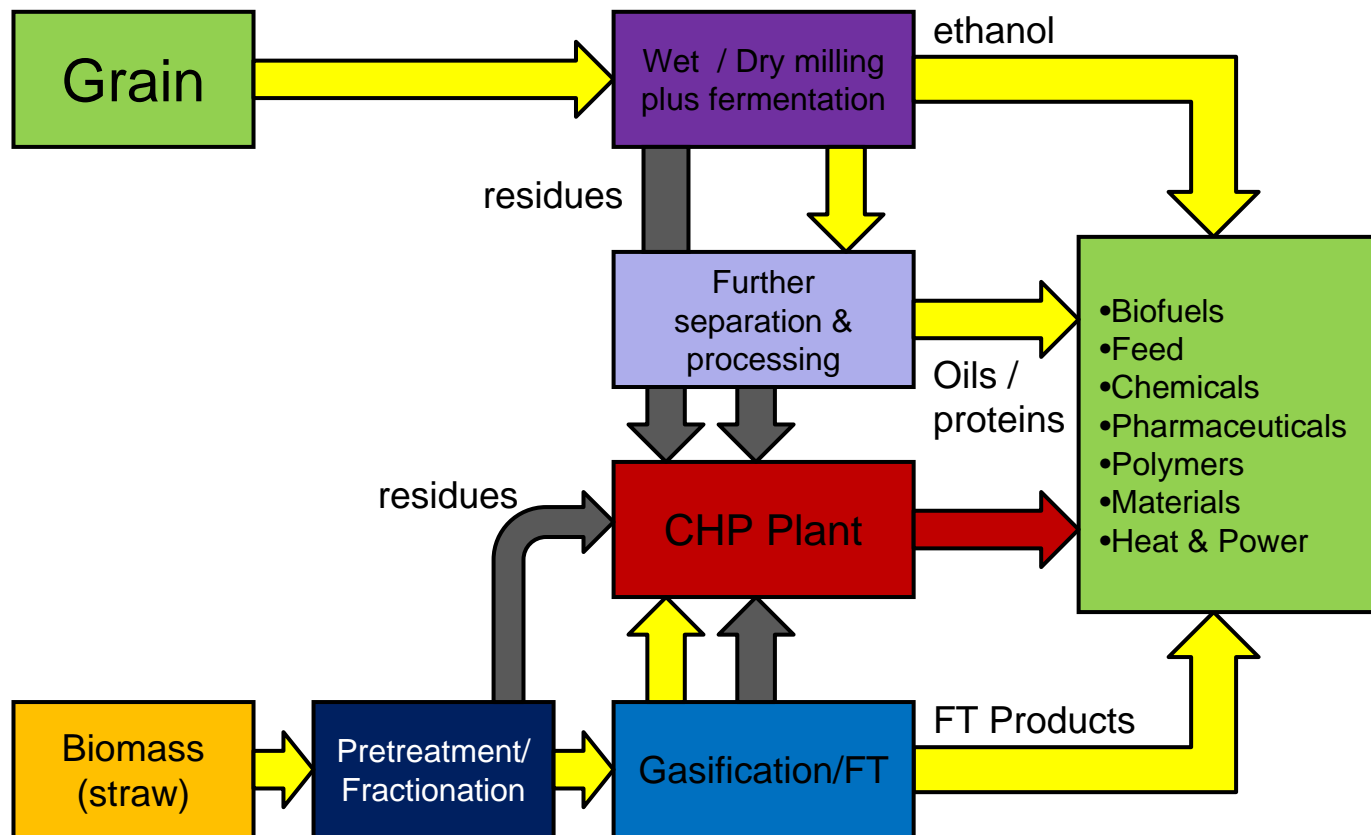 Grain
Wet / Dry milling
plus fermentation
ethanol
residues
Further
separation &
processing
Oils /
proteins
•Biofuels
•Feed
•Chemicals
•Pharmaceuticals
•Polymers
•Materials
•Heat & Power
residues
CHP Plant
Biomass
(straw)
Pretreatment/
Fractionation
Gasification/FT
FT Products